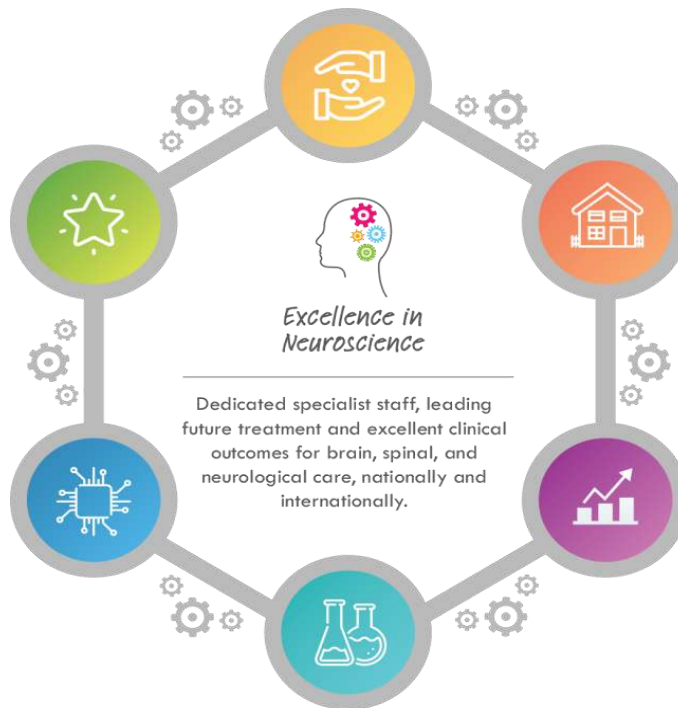 Excellence in
Neuroscience
Dedicated specialist staff, leading
future treatment and excellent clinical
outcomes for brain, spinal, and
neurological care, nationally and
internationally.